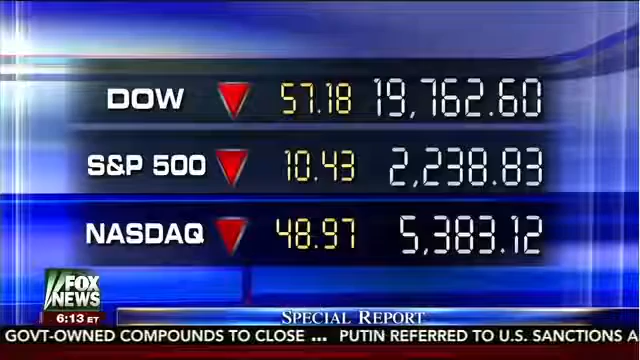 DOW 57.18 19,762.60
S&P 500 10.43 2,238.83
NASDAQ 48.97 5,383.12
FOX
NEWS
6:13 ET
SPECIAL REPORT
GOVT-OWNED COMPOUNDS TO CLOSE ... PUTIN REFERRED TO U.S. SANCTIONS A